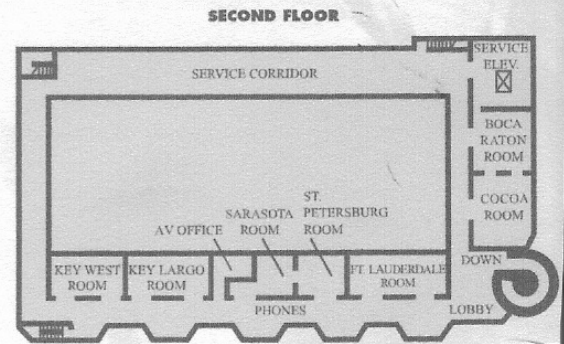 SECOND FLOOR
SERVICE
ELEV.
SERVICE CORRIDOR
BOCA
RATON
ROOM
COCOA
ROOM
ST.
PETERSBURG
ROOM
SARASOTA
ROOM
AV OFFICE
KEY WEST
ROOM
KEY LARGO
ROOM
FT. LAUDERDALE
ROOM
DOWN
PHONES
LOBBY